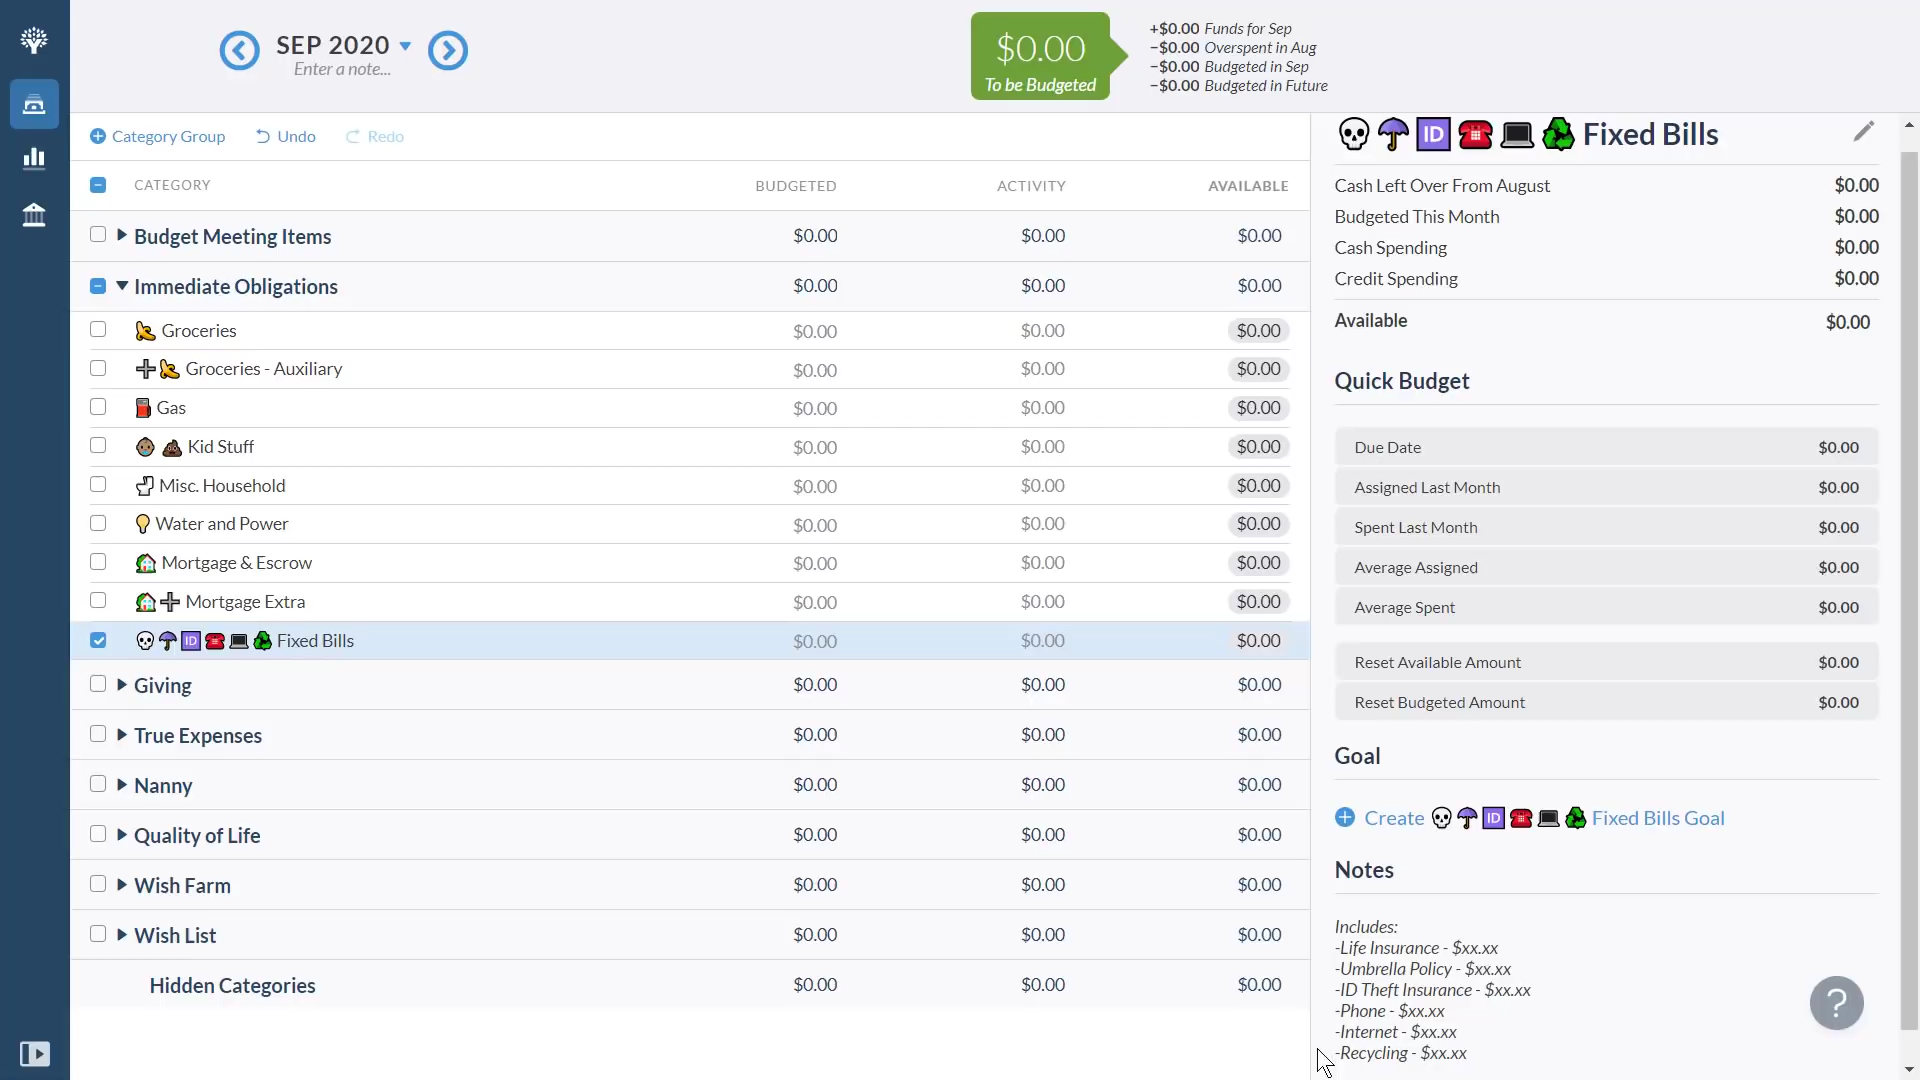 SEP 2020
Enter a note...
$0.00
To be Budgeted
+$0.00 Funds for Sep
−$0.00 Overspent in Aug
−$0.00 Budgeted in Sep
−$0.00 Budgeted in Future
Category Group Undo Redo
CATEGORY BUDGETED ACTIVITY AVAILABLE
Budget Meeting Items $0.00 $0.00 $0.00
Immediate Obligations $0.00 $0.00 $0.00
Groceries $0.00 $0.00 $0.00
Groceries - Auxiliary $0.00 $0.00 $0.00
Gas $0.00 $0.00 $0.00
Kid Stuff $0.00 $0.00 $0.00
Misc. Household $0.00 $0.00 $0.00
Water and Power $0.00 $0.00 $0.00
Mortgage & Escrow $0.00 $0.00 $0.00
Mortgage Extra $0.00 $0.00 $0.00
ID Fixed Bills $0.00 $0.00 $0.00
Giving $0.00 $0.00 $0.00
True Expenses $0.00 $0.00 $0.00
Nanny $0.00 $0.00 $0.00
Quality of Life $0.00 $0.00 $0.00
Wish Farm $0.00 $0.00 $0.00
Wish List $0.00 $0.00 $0.00
Hidden Categories $0.00 $0.00 $0.00
ID Fixed Bills
Cash Left Over From August $0.00
Budgeted This Month $0.00
Cash Spending $0.00
Credit Spending $0.00
Available $0.00
Quick Budget
Due Date $0.00
Assigned Last Month $0.00
Spent Last Month $0.00
Average Assigned $0.00
Average Spent $0.00
Reset Available Amount $0.00
Reset Budgeted Amount $0.00
Goal
Create ID Fixed Bills Goal
Notes
Includes:
-Life Insurance - $xx.xx
-Umbrella Policy - $xx.xx
-ID Theft Insurance - $xx.xx
-Phone - $xx.xx
-Internet - $xx.xx
-Recycling - $xx.xx
?